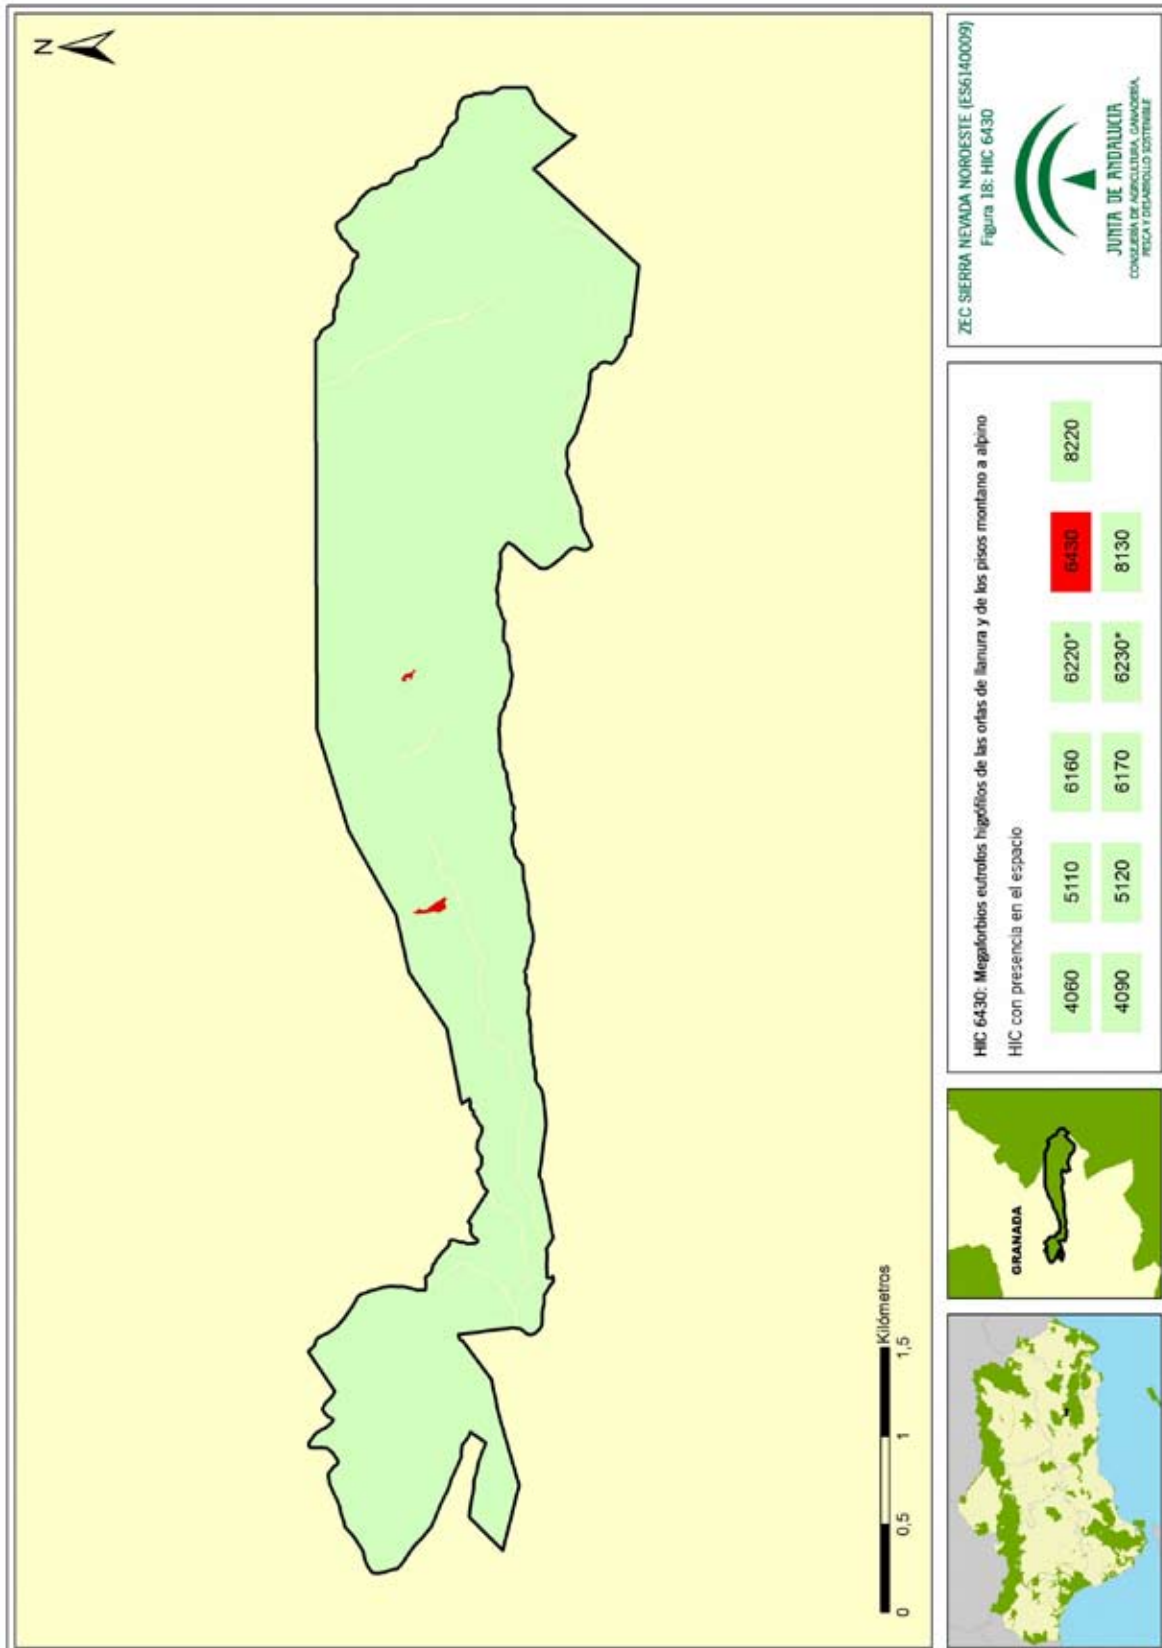 N
Kilómetros
0
0,5
1
1,5
GRANADA
HIC 6430: Megaforbios eutrofos higrófilos de las orlas de llanura y de los pisos montano a alpino
HIC con presencia en el espacio
4060 5110 6160 6220* 6430 8220
4090 5120 6170 6230* 8130
ZEC SIERRA NEVADA NOROESTE (ES6140009)
Figura 18: HIC 6430
JUNTA DE ANDALUCIA
CONSEJERÍA DE AGRICULTURA, GANADERÍA,
PESCA Y DESARROLLO SOSTENIBLE